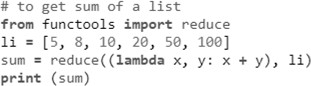 # to get sum of a list
from functools import reduce
li = [5, 8, 10, 20, 50, 100]
sum = reduce((lambda x, y: x + y), li)
print (sum)